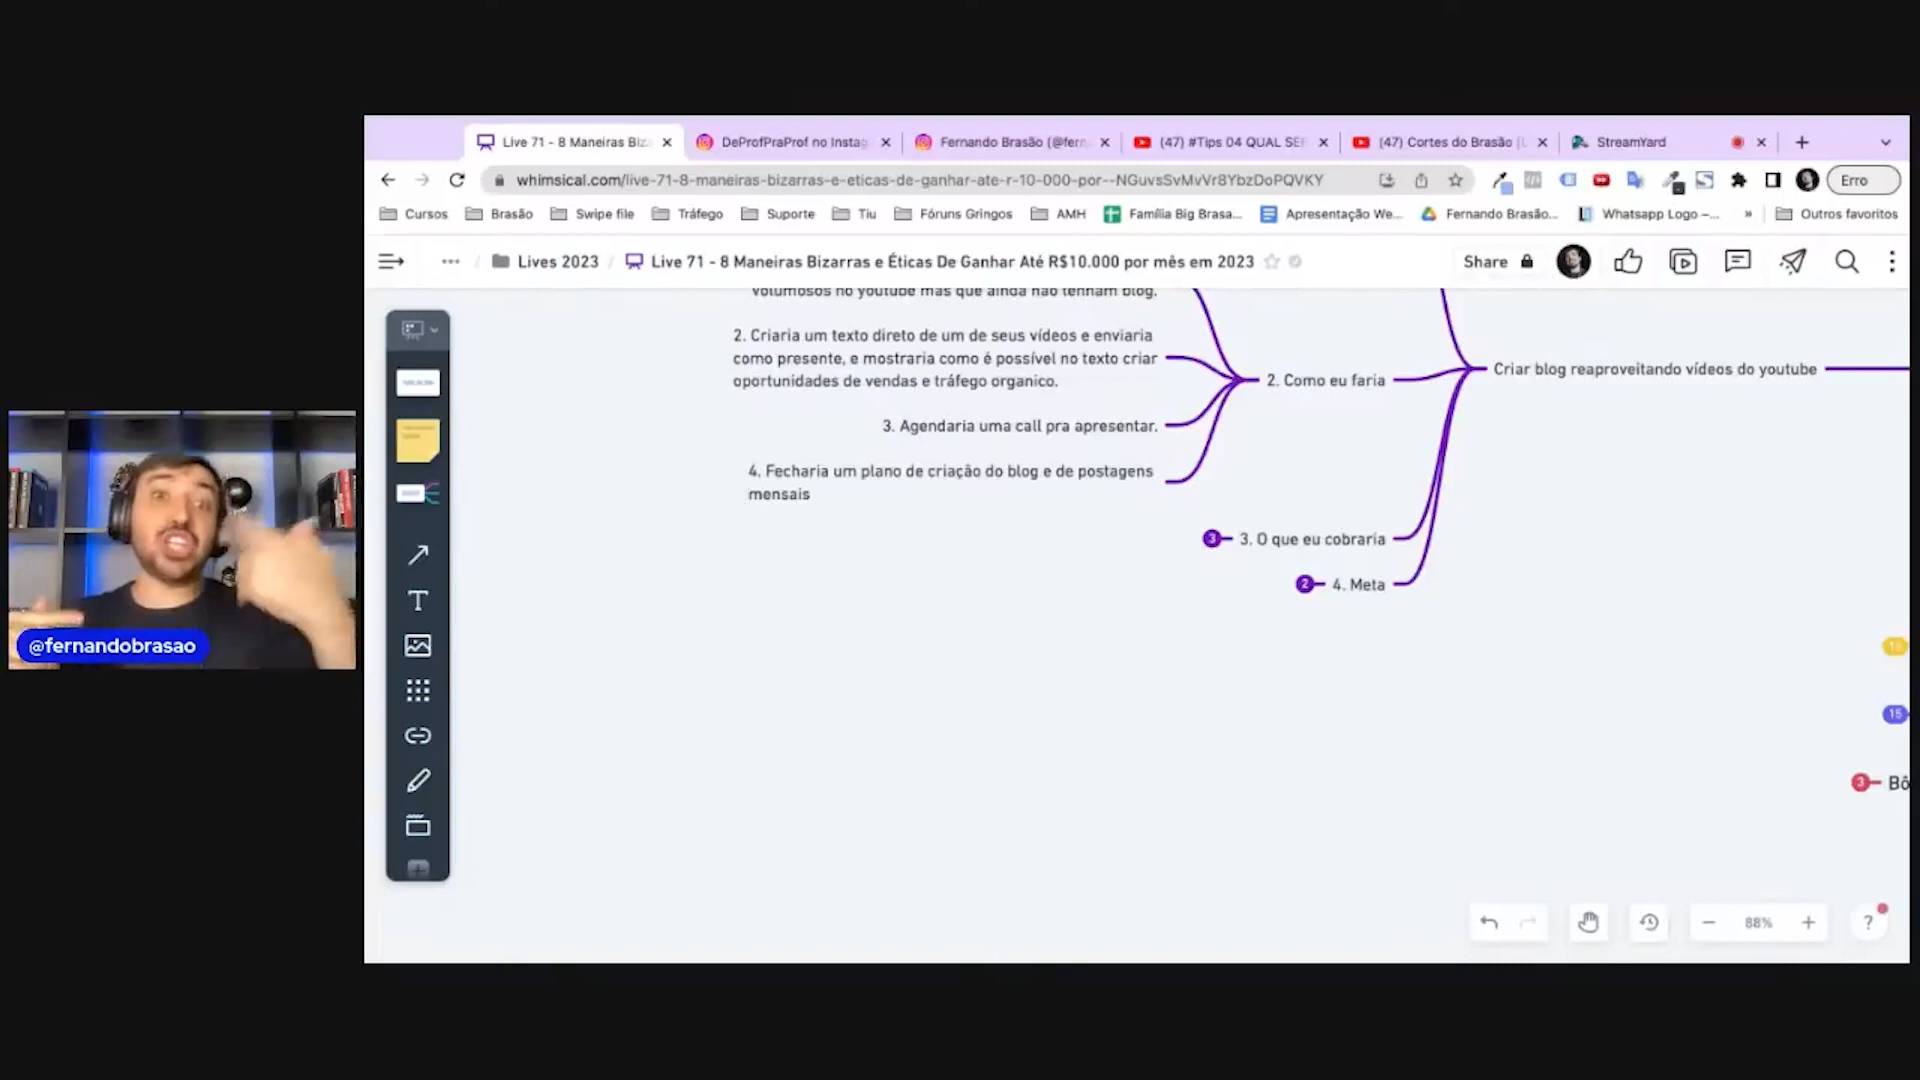 Live 71 - 8 Maneiras Biz
DeProfPraProf no Instag
Fernando Brasão (@fern
(47) #Tips 04 QUAL SER
(47) Cortes do Brasão (L
StreamYard
whimsical.com/live-71-8-maneiras-bizarras-e-eticas-de-ganhar-ate-r-10-000-por--NGuvsSvMvVr8YbzDoPQVKY
Erro
Cursos
Brasão
Swipe file
Tráfego
Suporte
Tiu
Fóruns Gringos
AMH
Família Big Brasa...
Apresentação We...
Fernando Brasão...
Whatsapp Logo –...
»
Outros favoritos
Lives 2023
Live 71 - 8 Maneiras Bizarras e Éticas De Ganhar Até R$10.000 por mês em 2023
Share
volumosos no youtube mas que ainda não tenham blog.
2. Criaria um texto direto de um de seus vídeos e enviaria
como presente, e mostraria como é possível no texto criar
oportunidades de vendas e tráfego organico.
3. Agendaria uma call pra apresentar.
4. Fecharia um plano de criação do blog e de postagens
mensais
2. Como eu faria
Criar blog reaproveitando vídeos do youtube
3
3. O que eu cobraria
2
4. Meta
15
3
Bô
@fernandobrasao
88%
?